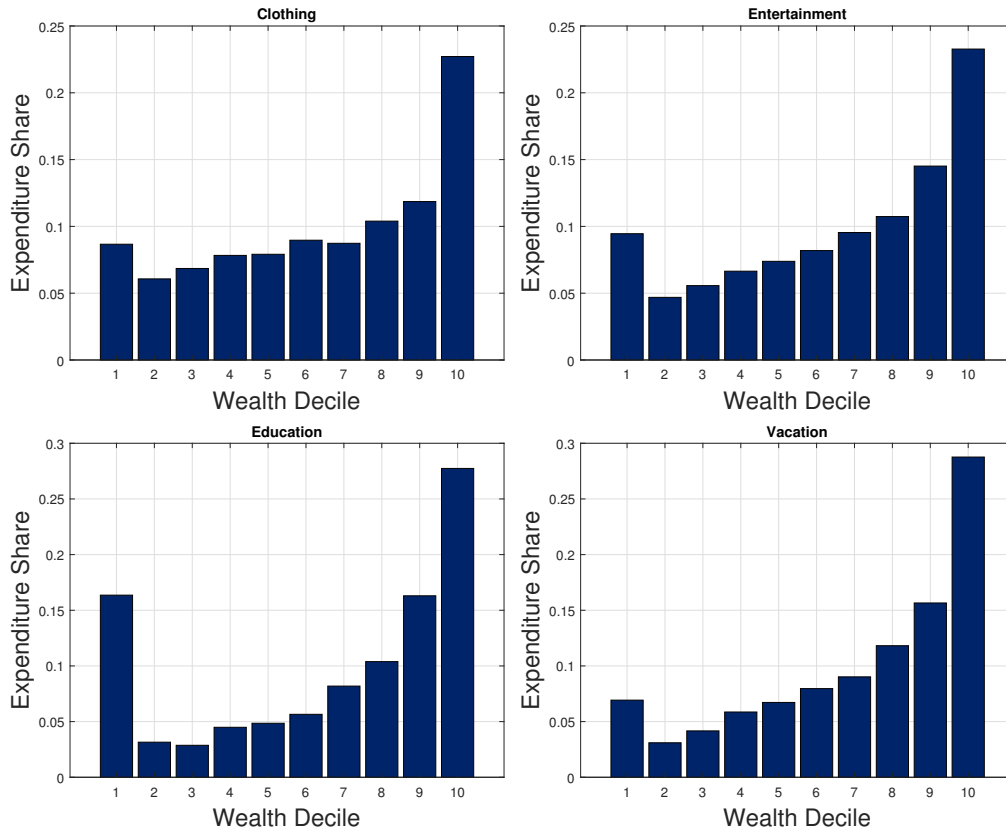 Clothing
Expenditure Share
0.25
0.2
0.15
0.1
0.05
0
1 2 3 4 5 6 7 8 9 10
Wealth Decile
Entertainment
Expenditure Share
0.25
0.2
0.15
0.1
0.05
0
1 2 3 4 5 6 7 8 9 10
Wealth Decile
Education
Expenditure Share
0.3
0.25
0.2
0.15
0.1
0.05
0
1 2 3 4 5 6 7 8 9 10
Wealth Decile
Vacation
Expenditure Share
0.3
0.25
0.2
0.15
0.1
0.05
0
1 2 3 4 5 6 7 8 9 10
Wealth Decile